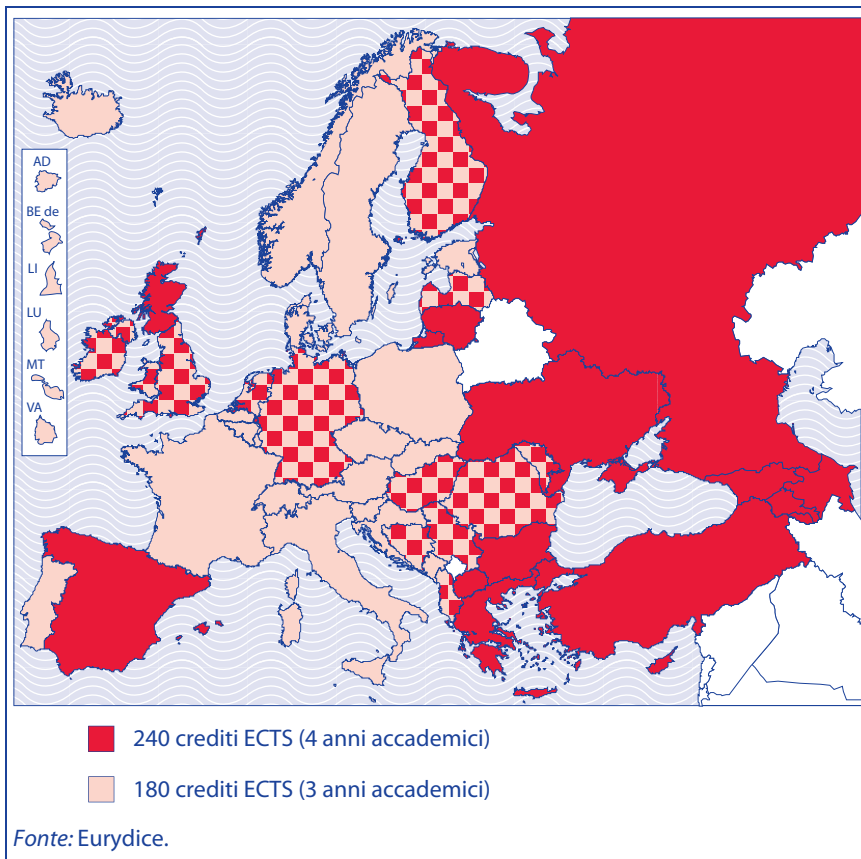 AD
BE de
LI
LU
MT
VA
240 crediti ECTS (4 anni accademici)
180 crediti ECTS (3 anni accademici)
Fonte: Eurydice.